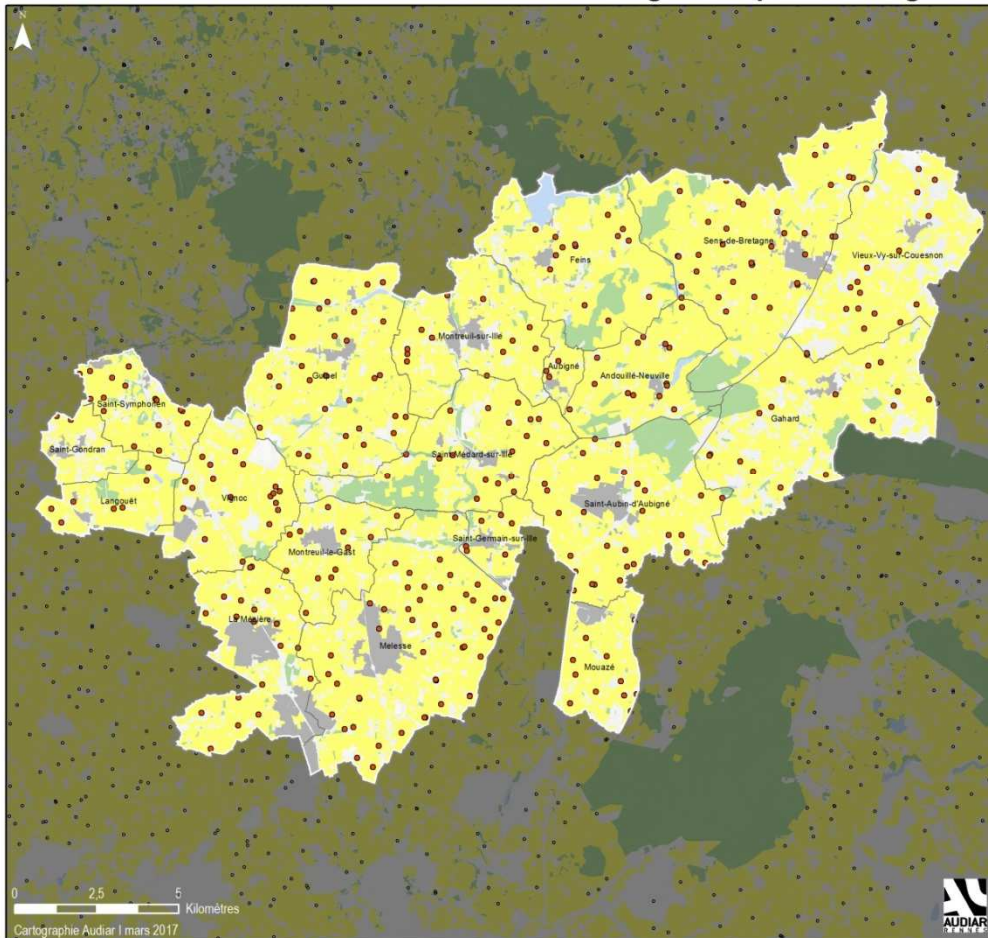 N
Sens-de-Bretagne
Vieux-Vy-sur-Couesnon
Feins
Montreuil-sur-Ille
Aubigné
Andouillé-Neuville
Guipel
Gahard
Saint-Symphorien
Saint-Gondran
Saint-Médard-sur-Ille
Langouët
Vignoc
Saint-Aubin-d'Aubigné
Montreuil-le-Gast
Saint-Germain-sur-Ille
La Mézière
Melesse
Mouazé
0 2,5 5
Kilomètres
Cartographie Audiar I mars 2017
AUDIAR
RENNES